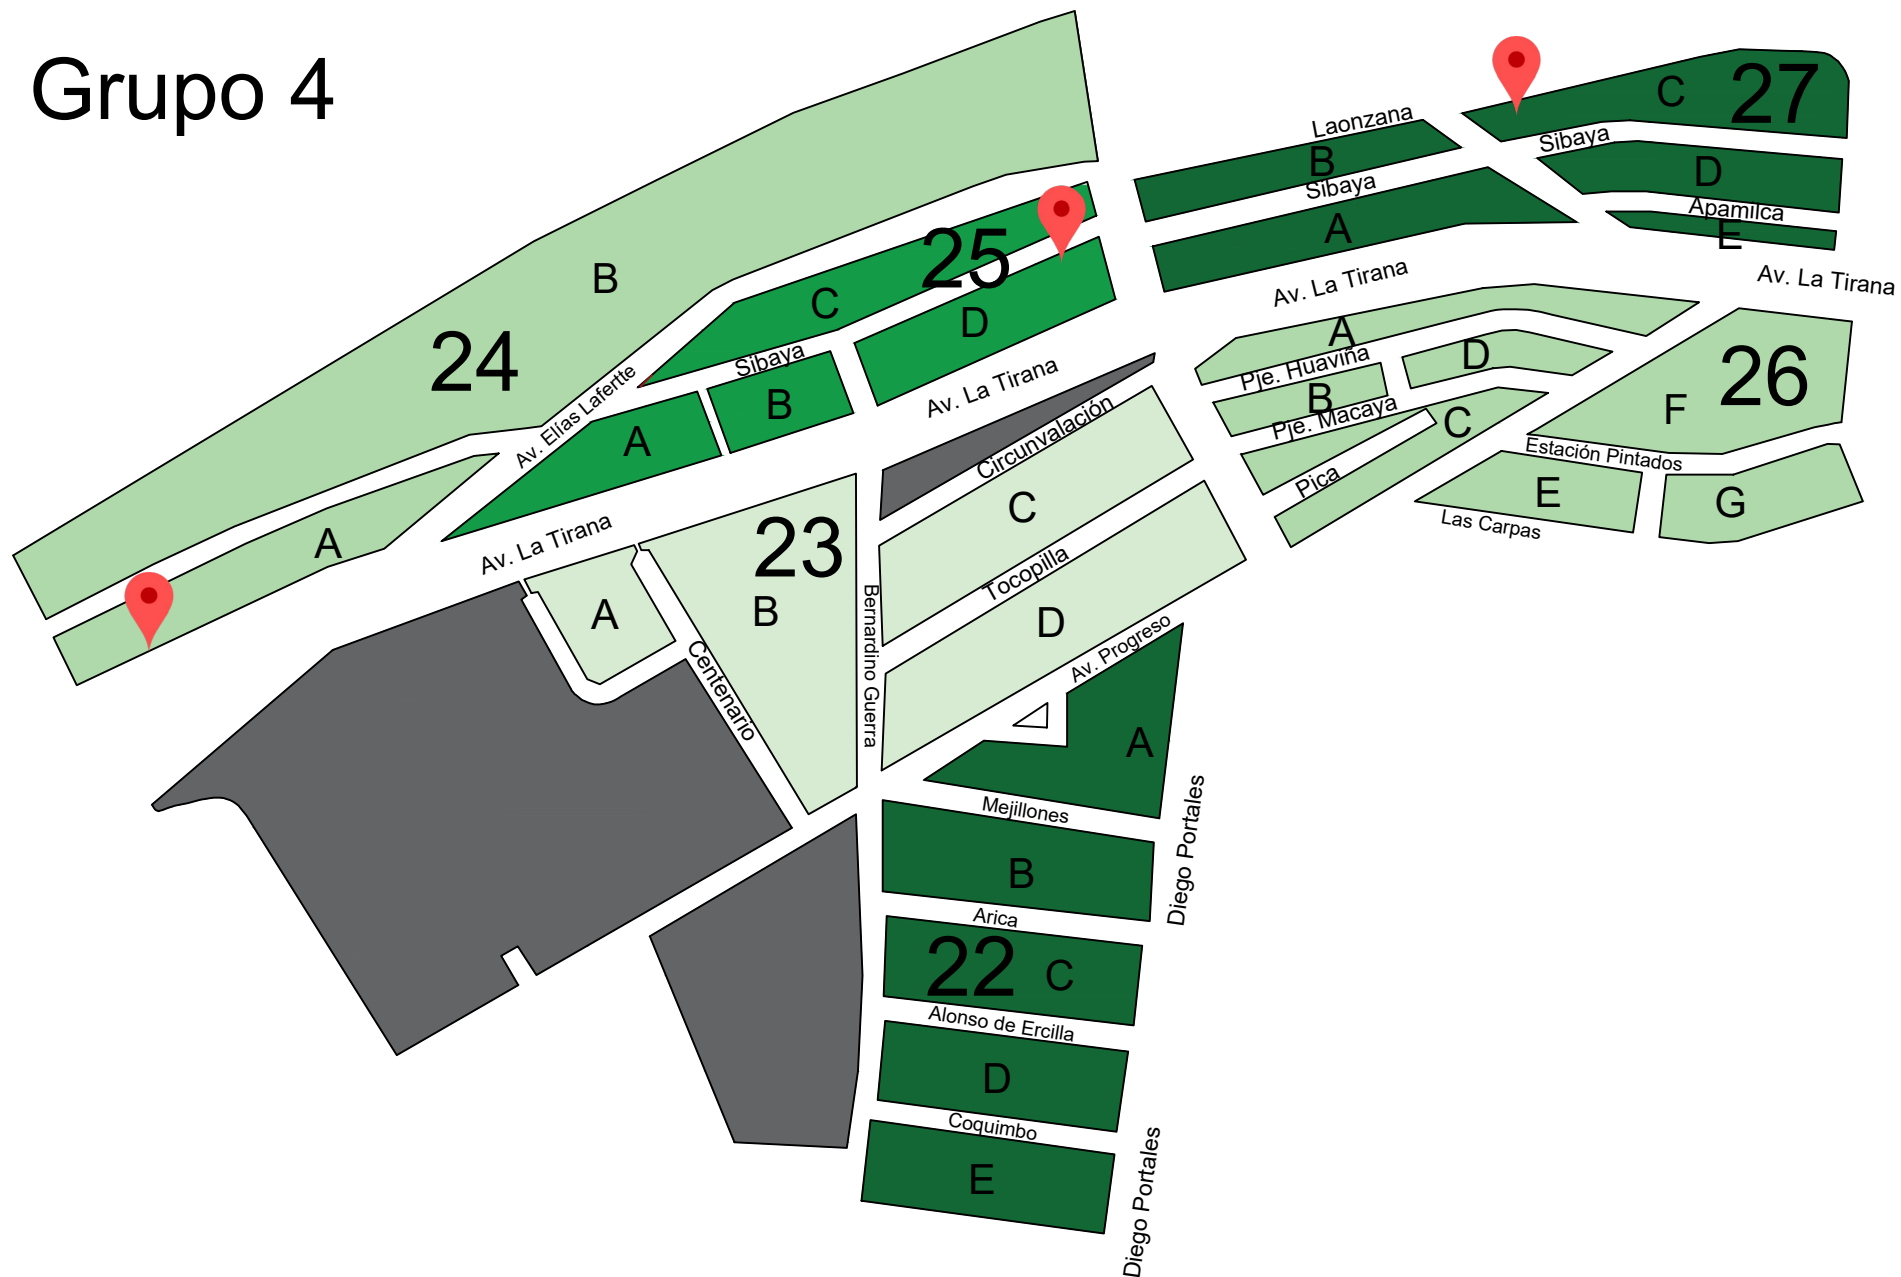 Grupo 4
C
27
Laonzana
B
Sibaya
D
Sibaya
Apamilca
A
E
25
B
C
D
24
Av. La Tirana
Av. La Tirana
A
Pje. Huaviña
D
B
Pje. Macaya
C
F
26
Sibaya
Av. La Tirana
Av. Elías Lafertte
B
A
Circunvalación
Pica
Estación Pintados
E
G
Las Carpas
A
Av. La Tirana
23
C
Tocopilla
A
B
D
Bernardino Guerra
Centenario
Av. Progreso
A
Mejillones
Diego Portales
B
Arica
22
C
Alonso de Ercilla
D
Coquimbo
E
Diego Portales